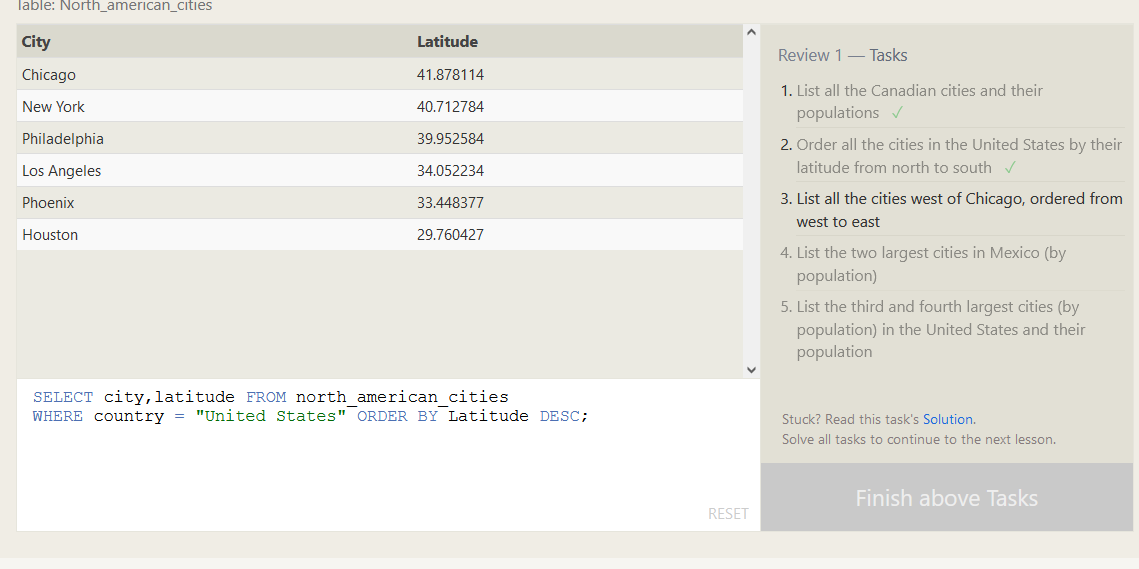 Table: North_american_cities
City Latitude
Chicago 41.878114
New York 40.712784
Philadelphia 39.952584
Los Angeles 34.052234
Phoenix 33.448377
Houston 29.760427
SELECT city,latitude FROM north_american_cities
WHERE country = "United States" ORDER BY Latitude DESC;
RESET
Review 1 — Tasks
1. List all the Canadian cities and their
populations ✓
2. Order all the cities in the United States by their
latitude from north to south ✓
3. List all the cities west of Chicago, ordered from
west to east
4. List the two largest cities in Mexico (by
population)
5. List the third and fourth largest cities (by
population) in the United States and their
population
Stuck? Read this task's Solution.
Solve all tasks to continue to the next lesson.
Finish above Tasks